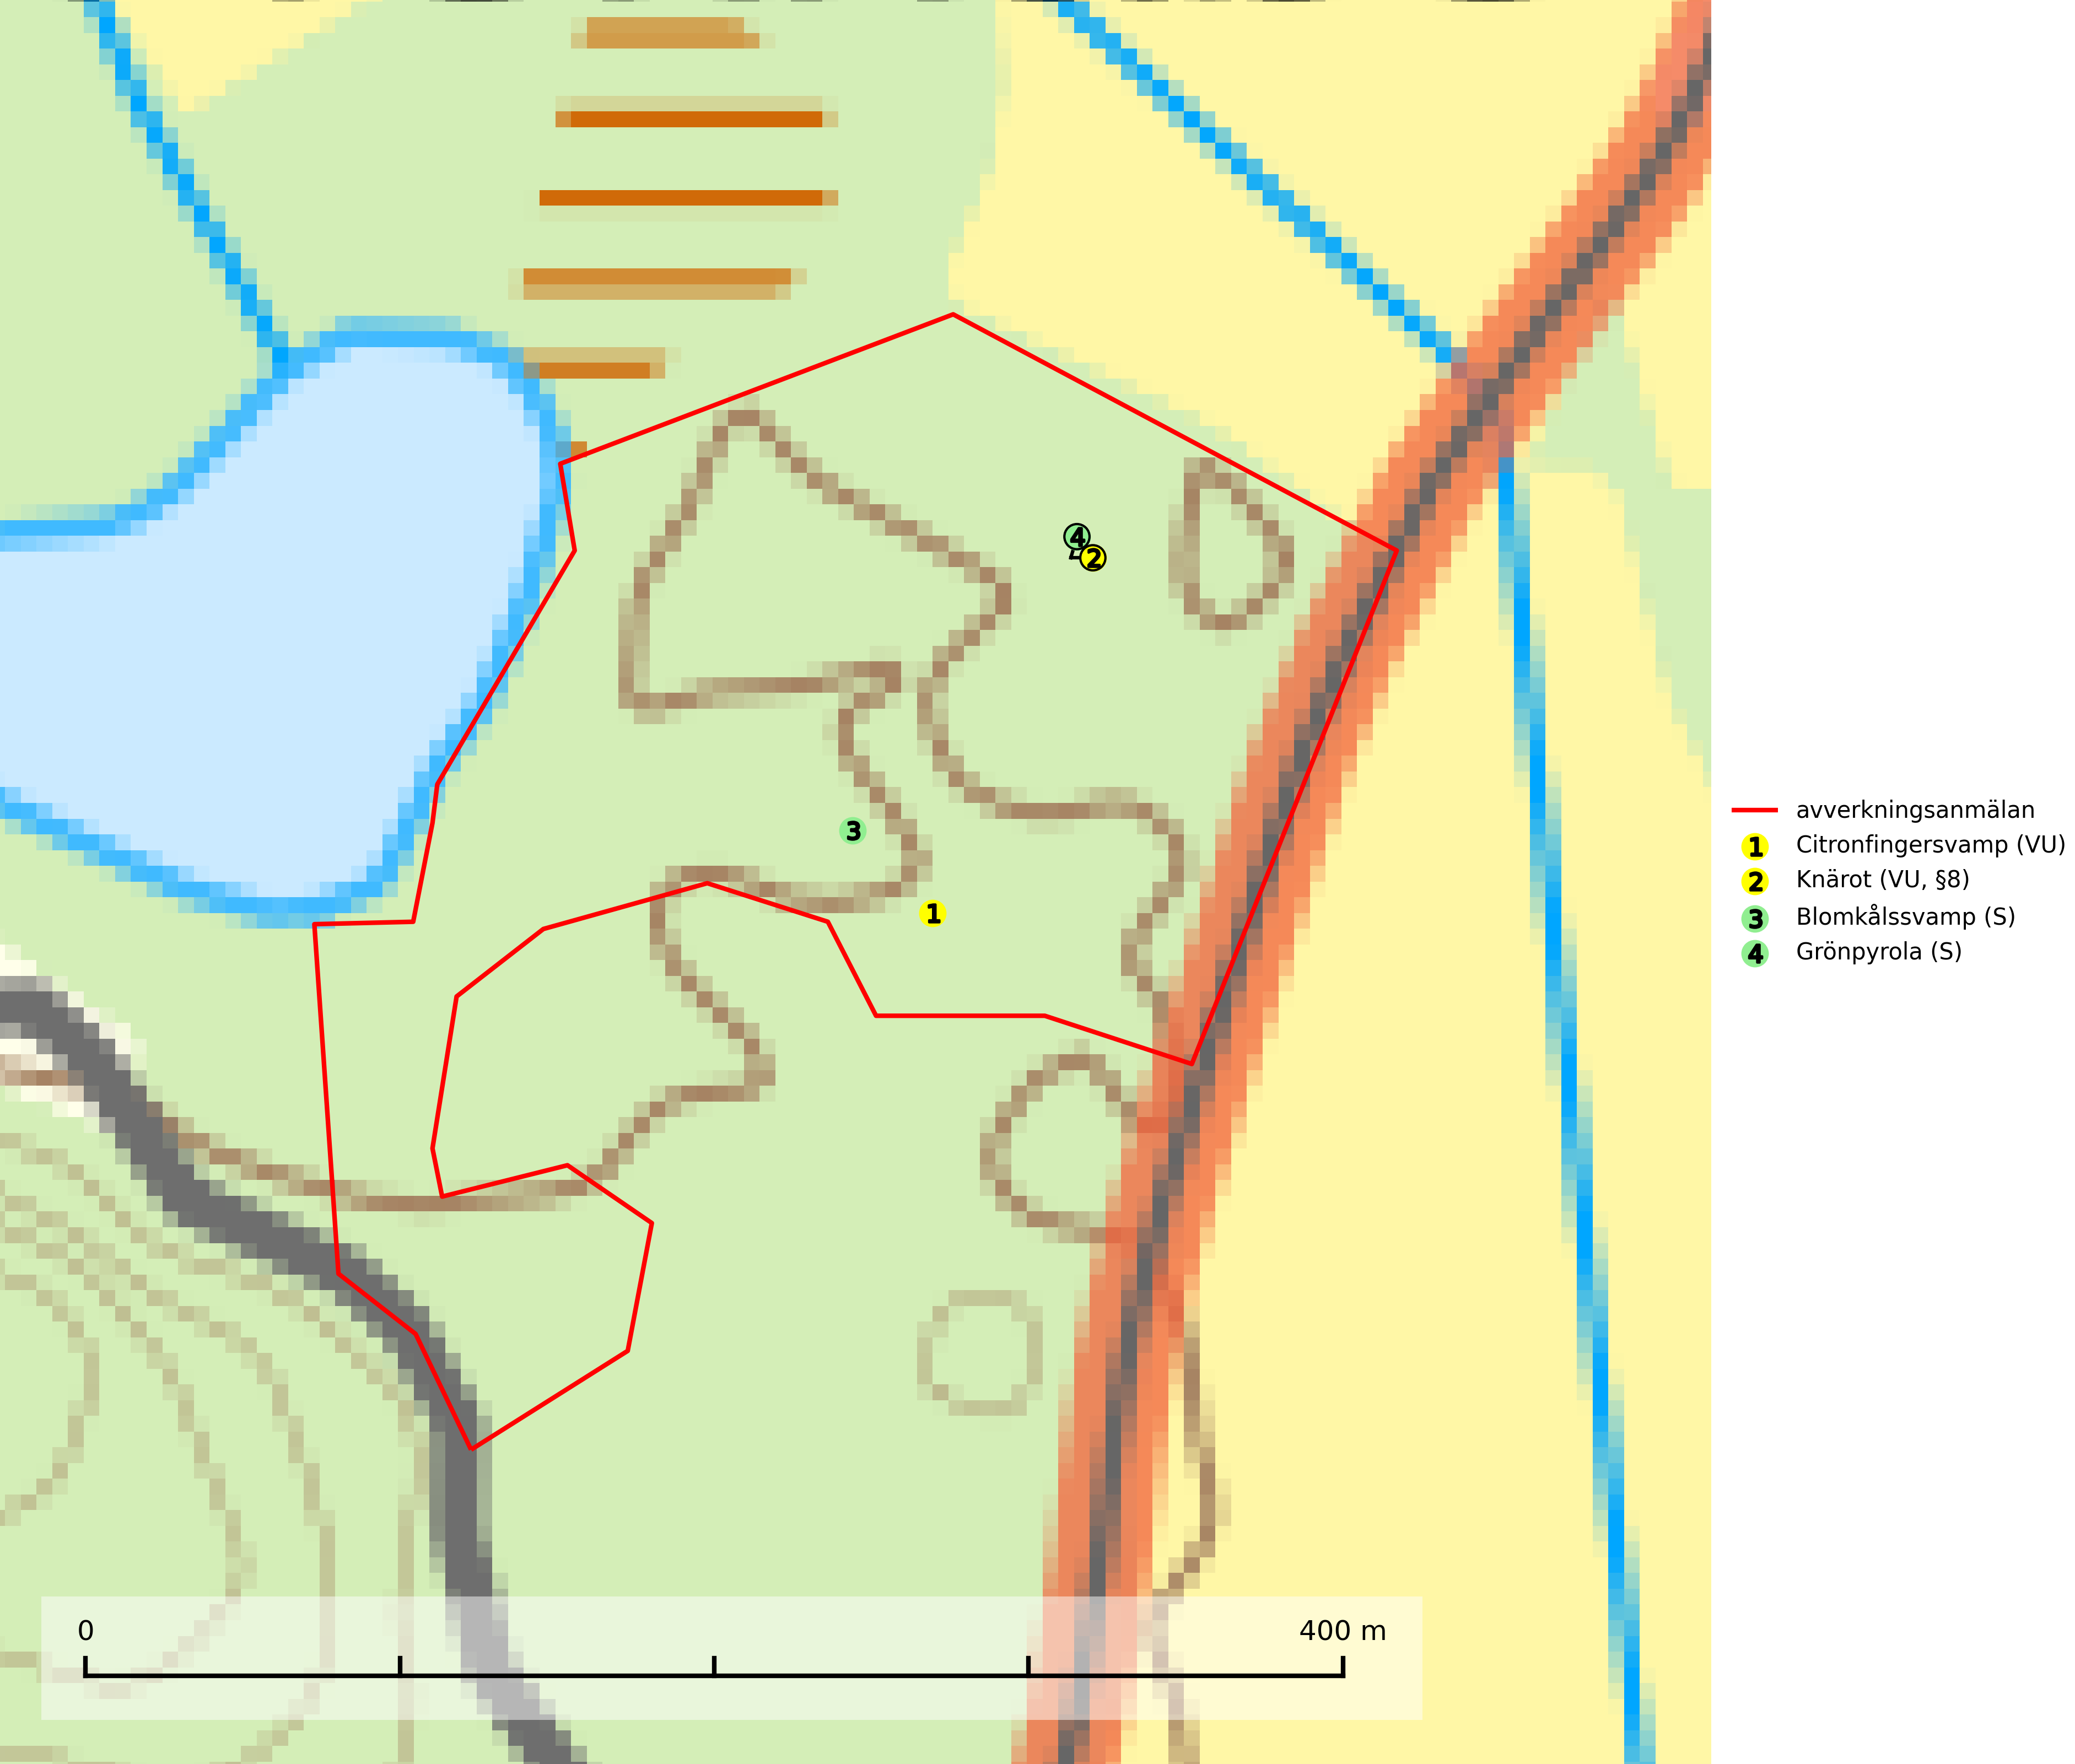 4
2
3
1
avverkningsanmälan
1 Citronfingersvamp (VU)
2 Knärot (VU, §8)
3 Blomkålssvamp (S)
4 Grönpyrola (S)
0 400 m